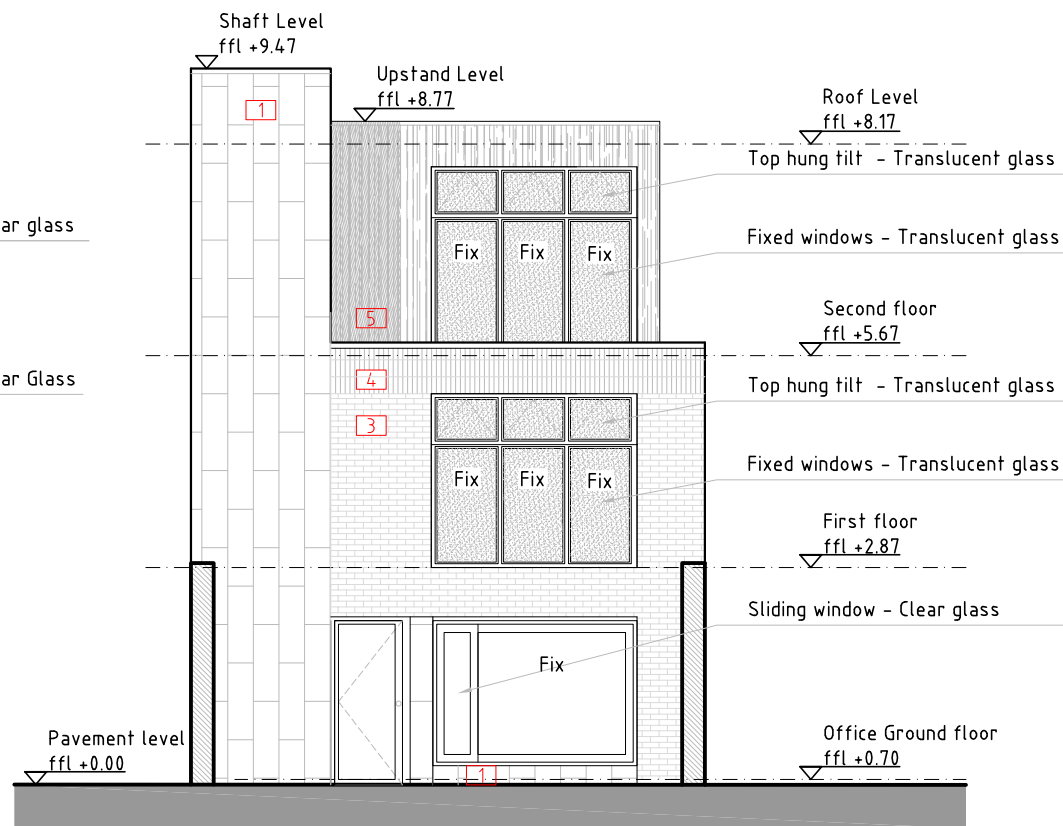 Shaft Level
ffl +9.47
Upstand Level
ffl +8.77
Roof Level
ffl +8.17
1
Top hung tilt - Translucent glass
ar glass
Fix Fix Fix
Fixed windows - Translucent glass
5
Second floor
ffl +5.67
4
ar Glass
Top hung tilt - Translucent glass
3
Fix Fix Fix
Fixed windows - Translucent glass
First floor
ffl +2.87
Sliding window - Clear glass
Fix
Pavement level
ffl +0.00
Office Ground floor
ffl +0.70
1